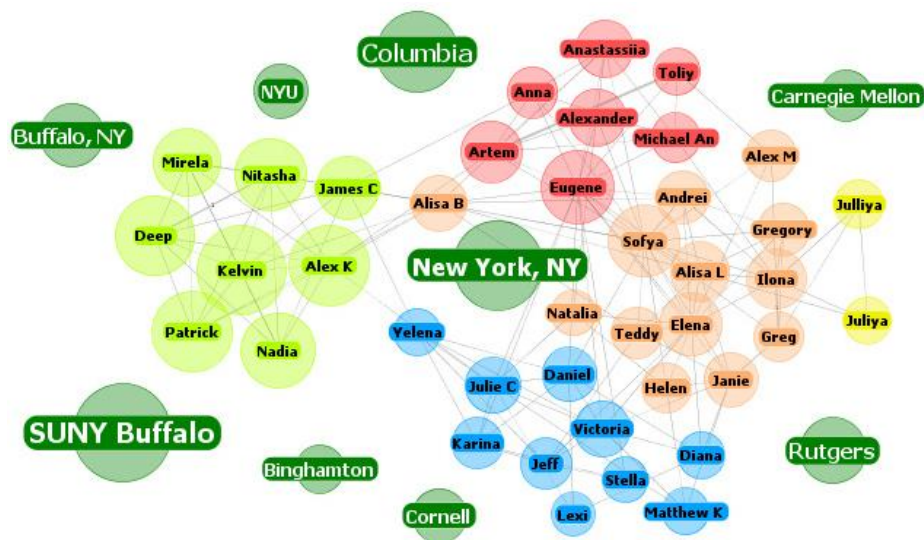 Columbia
Anastassiia
Toliy
NYU
Anna
Carnegie Mellon
Alexander
Buffalo, NY
Michael An
Artem
Mirela
Alex M
Nitasha
James C
Eugene
Andrei
Alisa B
Julliya
Deep
Gregory
Sofya
Kelvin
Alex K
New York, NY
Alisa L
Ilona
Natalia
Patrick
Yelena
Teddy
Elena
Juliya
Greg
Nadia
Daniel
Julie C
Helen
Janie
SUNY Buffalo
Victoria
Karina
Rutgers
Diana
Binghamton
Jeff
Stella
Cornell
Lexi
Matthew K